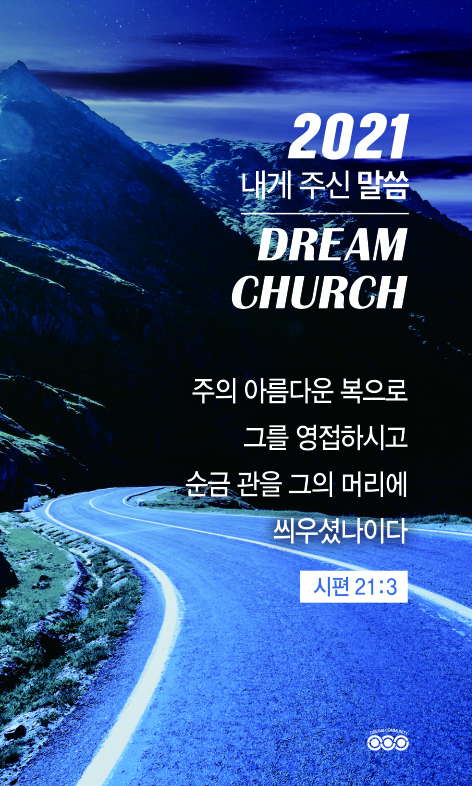 2021
내게 주신 말씀
DREAM
CHURCH
주의 아름다운 복으로
그를 영접하시고
순금 관을 그의 머리에
씌우셨나이다
시편 21:3
DREAM COMMUNITY